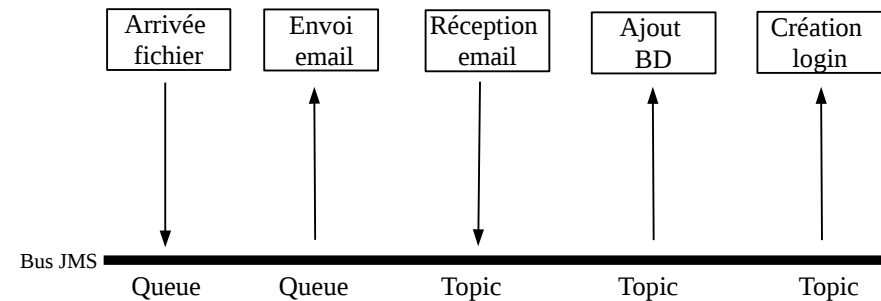 Arrivée
fichier
Envoi
email
Réception
email
Ajout
BD
Création
login
Bus JMS
Queue
Queue
Topic
Topic
Topic